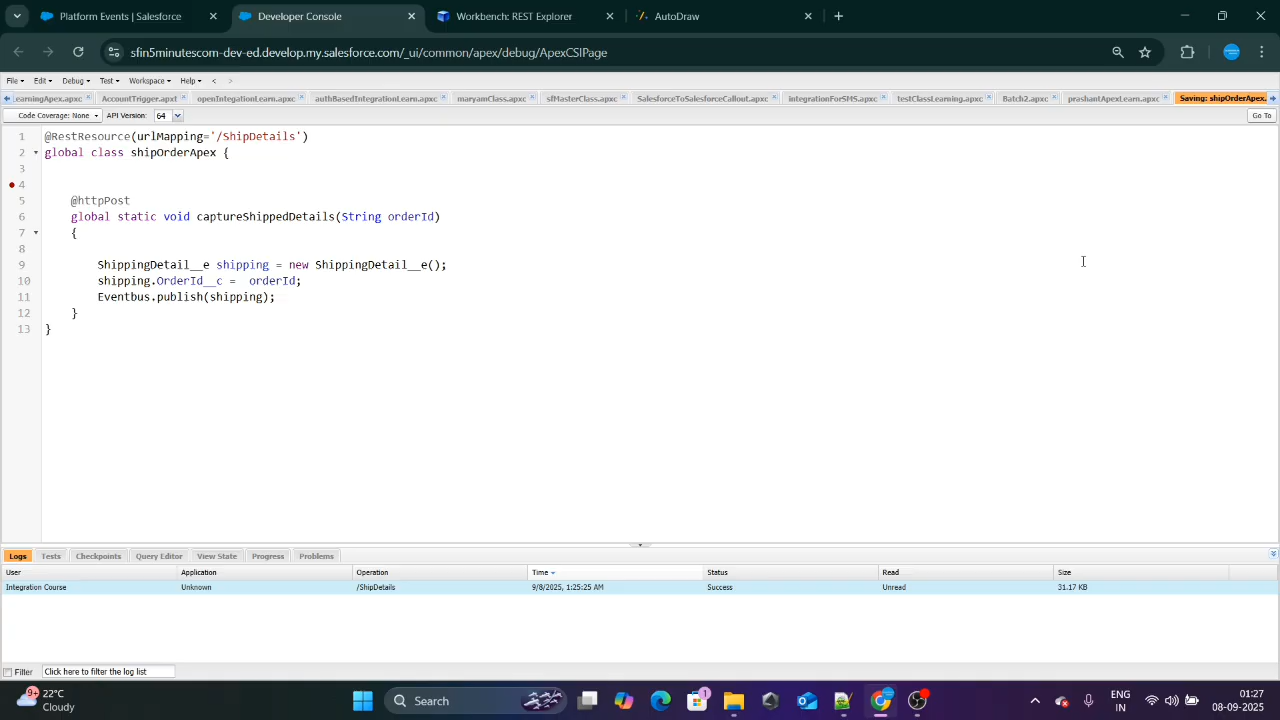 Platform Events | Salesforce
Developer Console
Workbench: REST Explorer
AutoDraw
sfin5minutescom-dev-ed.develop.my.salesforce.com/_ui/common/apex/debug/ApexCSIPage
File Edit Debug Test Workspace Help < >
earningApex.apxc AccountTrigger.apxt openIntegationLearn.apxc authBasedIntegrationLearn.apxc maryamClass.apxc sfMasterClass.apxc SalesforceToSalesforceCallout.apxc integrationForSMS.apxc testClassLearning.apxc Batch2.apxc prashantApexLearn.apxc Saving: shipOrderApex.
Code Coverage: None API Version: 64 Go To
1 @RestResource(urlMapping='/ShipDetails')
2 global class shipOrderApex {
3
4
5 @httpPost
6 global static void captureShippedDetails(String orderId)
7 {
8
9 ShippingDetail__e shipping = new ShippingDetail__e();
10 shipping.OrderId__c = orderId;
11 Eventbus.publish(shipping);
12 }
13 }
Logs Tests Checkpoints Query Editor View State Progress Problems
User Application Operation Time Status Read Size
Integration Course Unknown /ShipDetails 9/8/2025, 1:25:25 AM Success Unread 31.17 KB
Filter Click here to filter the log list
9+ 22°C
Cloudy
Search
1
ENG
IN
01:27
08-09-2025